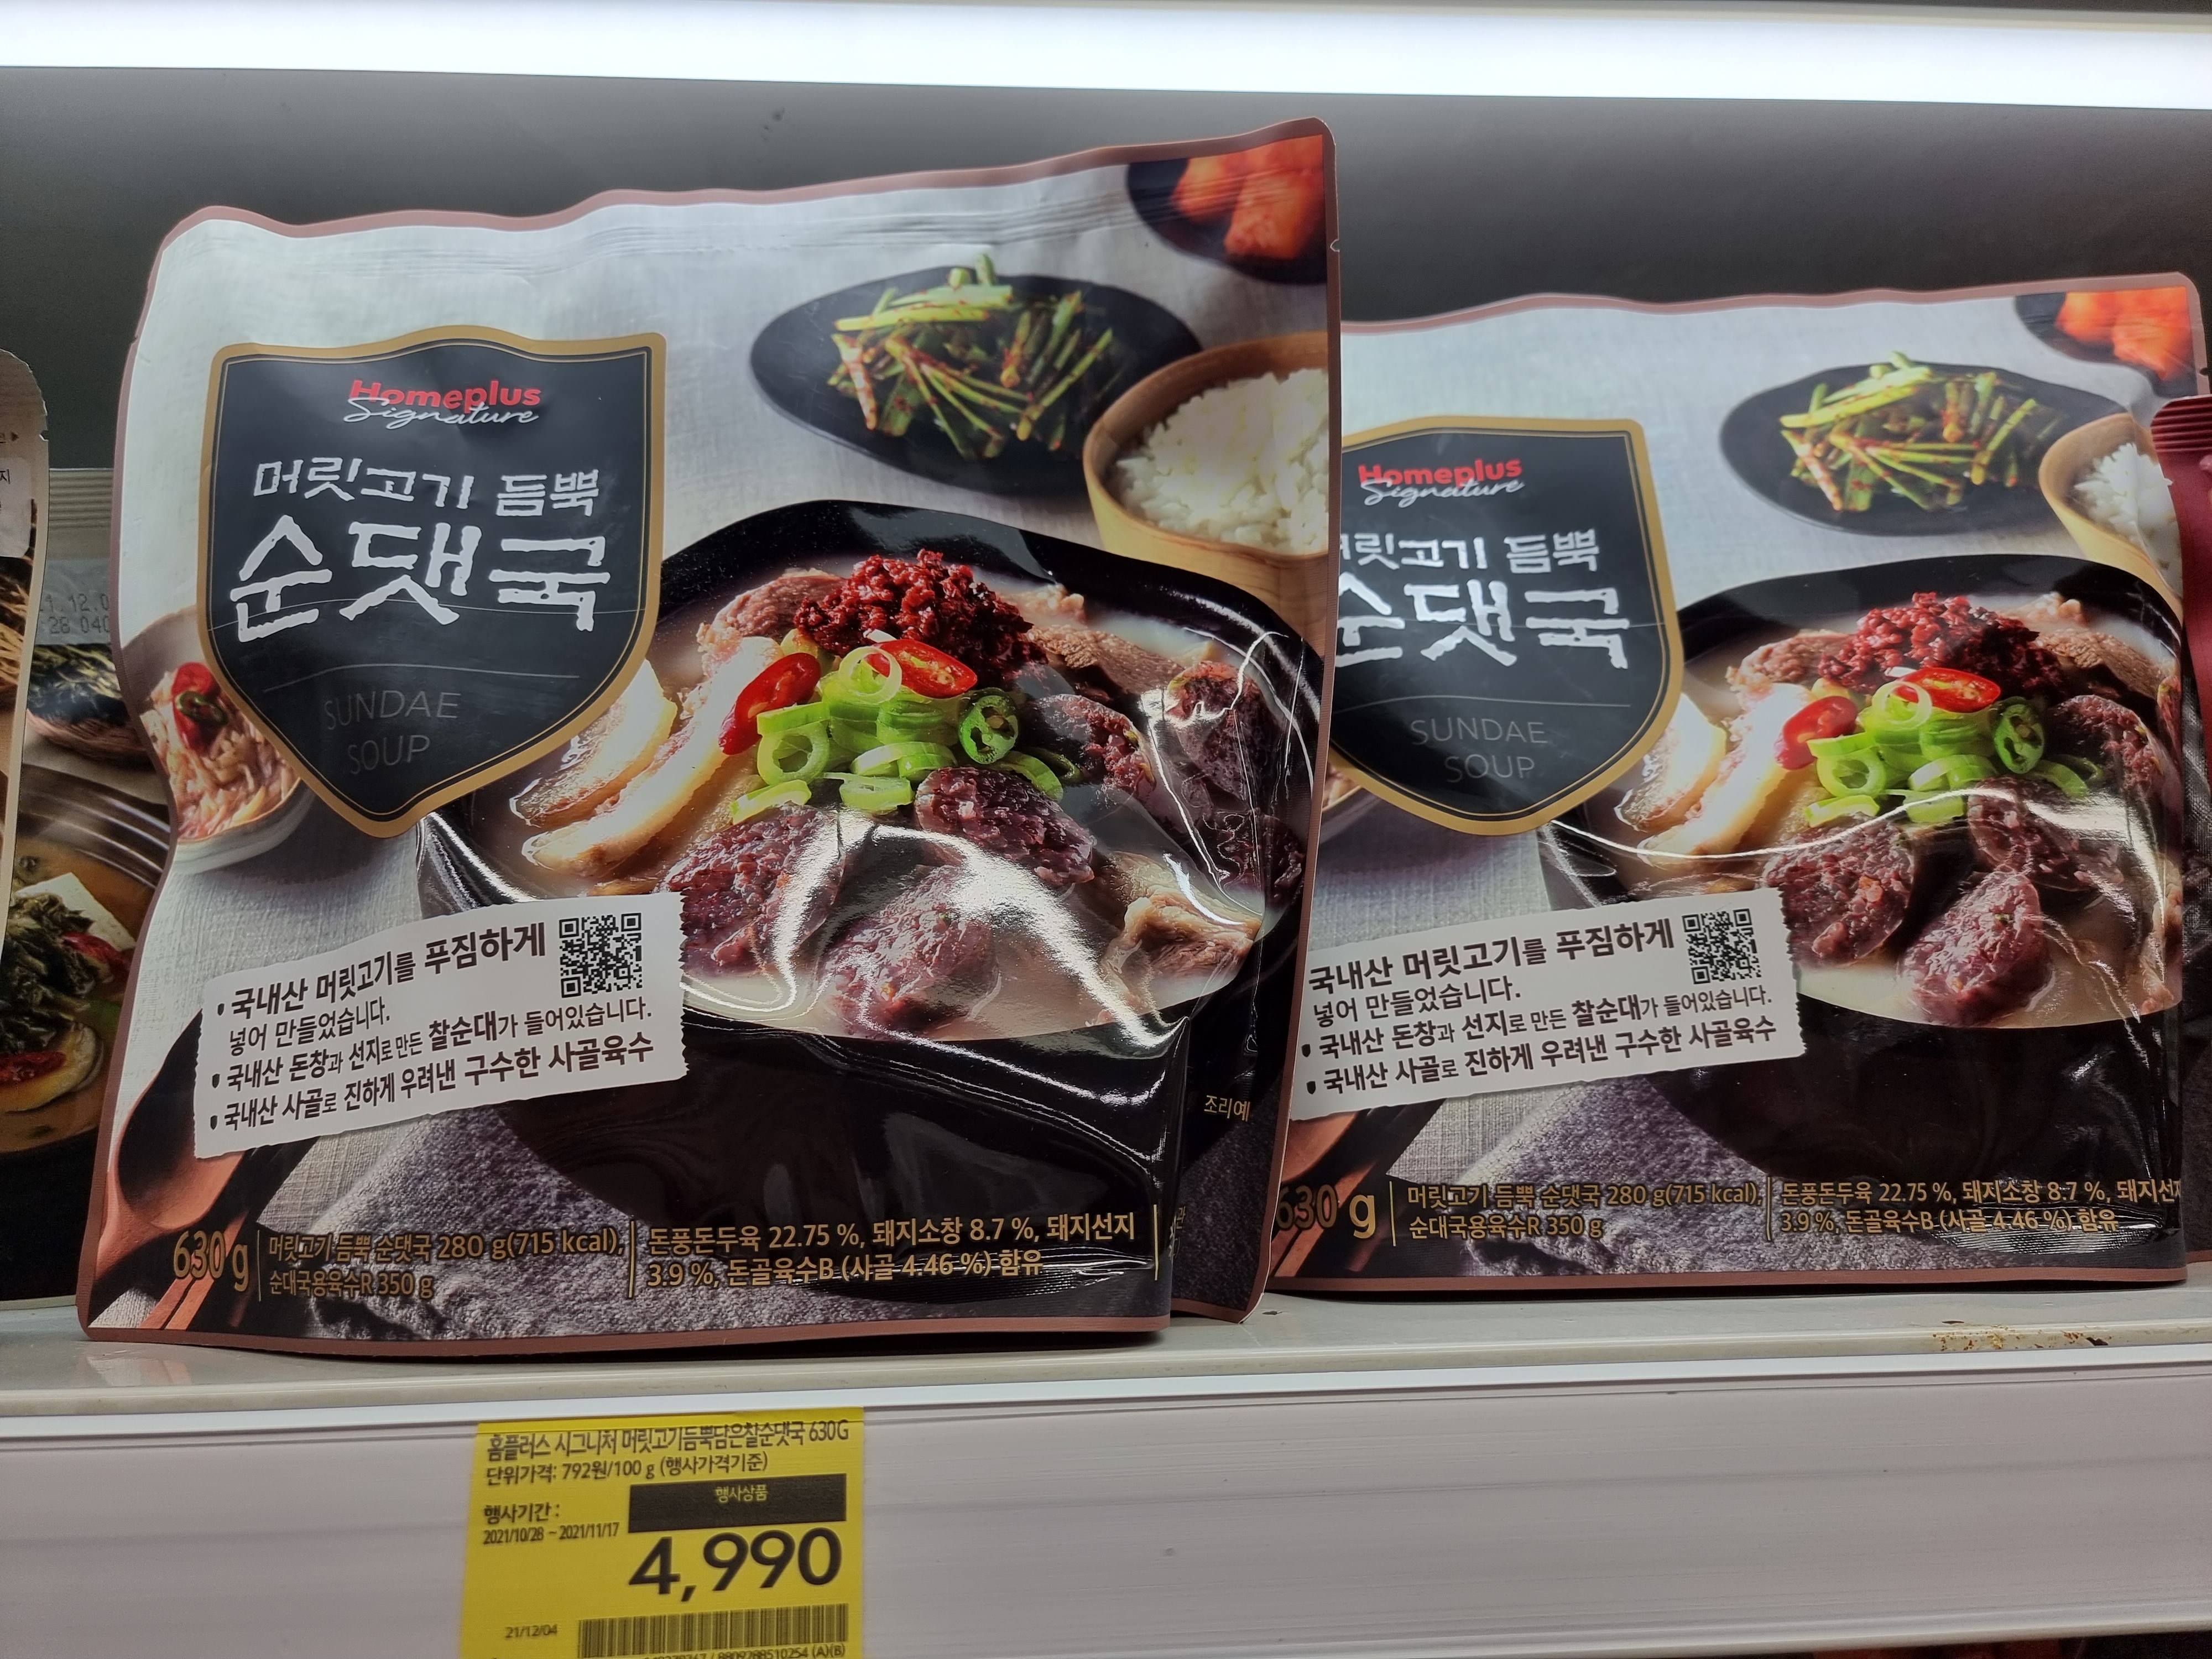 Homeplus
Signature
머릿고기 듬뿍
순댓국
SUNDAE
SOUP
• 국내산 머릿고기를 푸짐하게
넣어 만들었습니다.
• 국내산 돈창과 선지로 만든 찰순대가 들어있습니다.
• 국내산 사골로 진하게 우려낸 구수한 사골육수
조리예
630 g
머릿고기 듬뿍 순댓국 280 g(715 kcal),
순대국용육수R 350 g
돈풍돈두육 22.75 %, 돼지소창 8.7 %, 돼지선지
3.9 %, 돈골육수B (사골 4.46 %) 함유
Homeplus
Signature
머릿고기 듬뿍
순댓국
SUNDAE
SOUP
국내산 머릿고기를 푸짐하게
넣어 만들었습니다.
• 국내산 돈창과 선지로 만든 찰순대가 들어있습니다.
• 국내산 사골로 진하게 우려낸 구수한 사골육수
630 g
머릿고기 듬뿍 순댓국 280 g(715 kcal),
순대국용육수R 350 g
돈풍돈두육 22.75 %, 돼지소창 8.7 %, 돼지선지
3.9 %, 돈골육수B (사골 4.46 %) 함유
홈플러스 시그니처 머릿고기듬뿍담은찰순댓국 630G
단위가격: 792원/100 g (행사가격기준)
행사상품
행사기간 :
2021/10/28 ~ 2021/11/17
4,990
21/12/04
8809288510254 (A)(B)